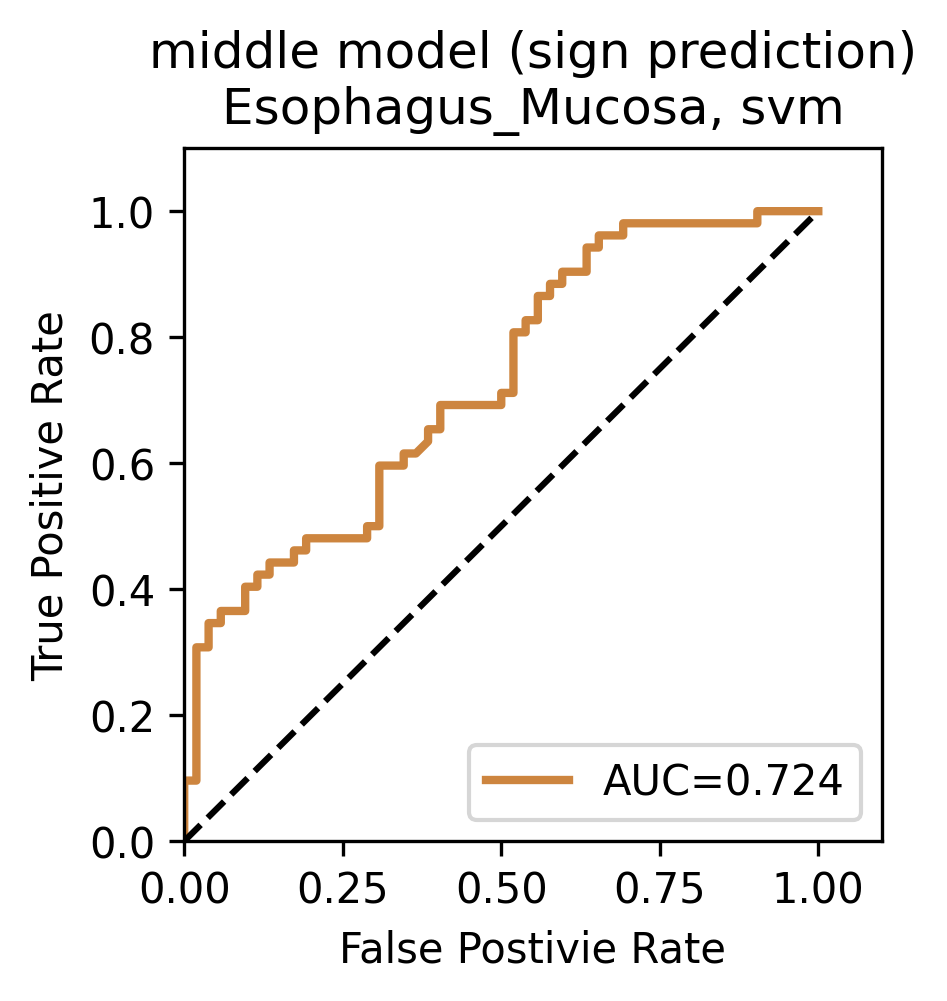 middle model (sign prediction)
Esophagus_Mucosa, svm
True Positive Rate
1.0
0.8
0.6
0.4
0.2
0.0
AUC=0.724
0.00 0.25 0.50 0.75 1.00
False Postivie Rate